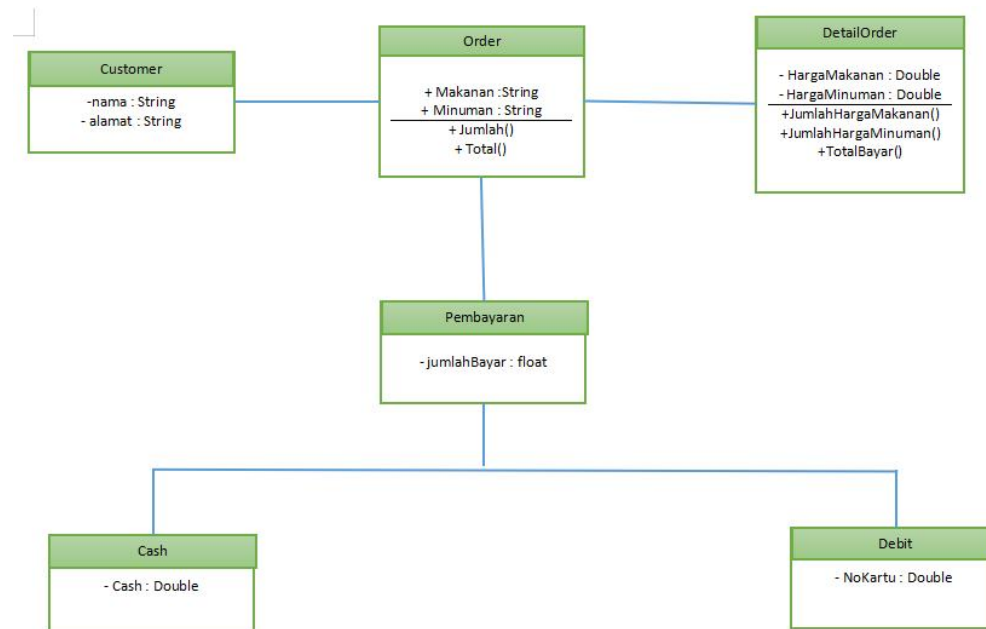 Customer
-nama : String
- alamat : String
Order
+ Makanan :String
+ Minuman : String
+ Jumlah()
+ Total()
DetailOrder
- HargaMakanan : Double
- HargaMinuman : Double
+JumlahHargaMakanan()
+JumlahHargaMinuman()
+TotalBayar()
Pembayaran
- jumlahBayar : float
Cash
- Cash : Double
Debit
- NoKartu : Double